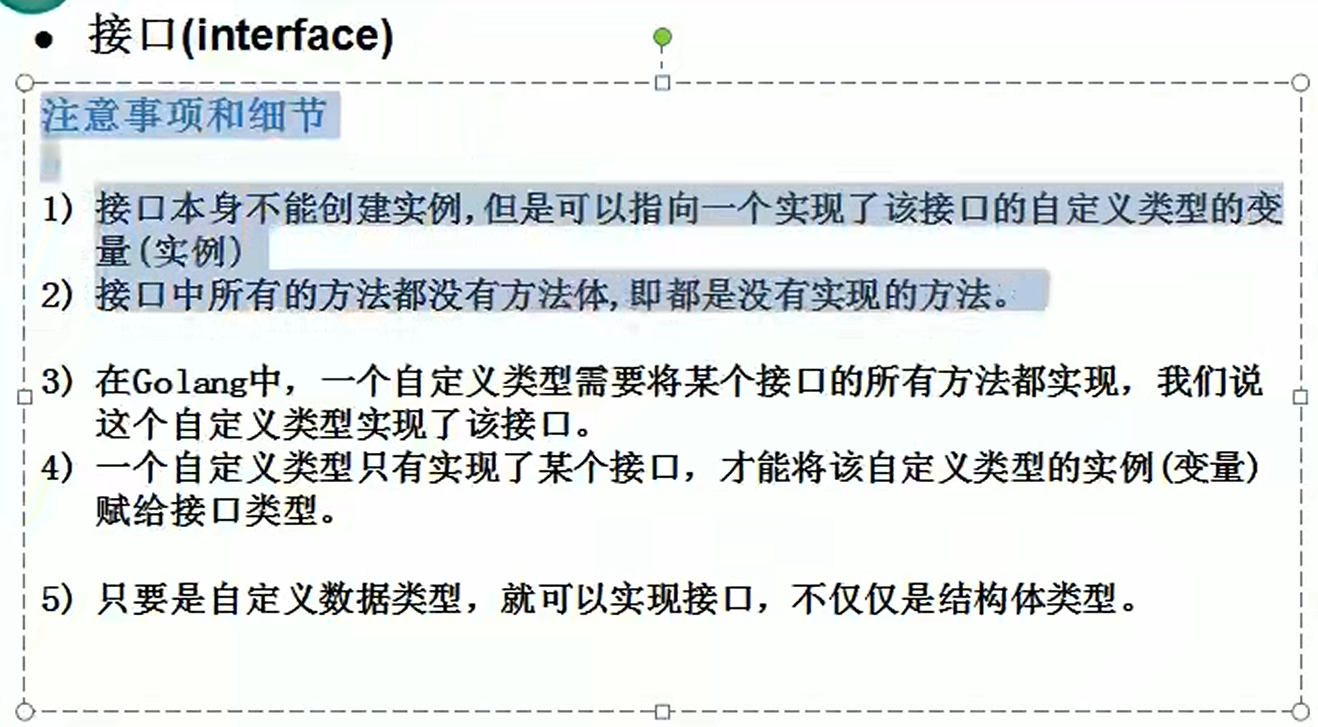 • 接口(interface)
注意事项和细节
1) 接口本身不能创建实例,但是可以指向一个实现了该接口的自定义类型的变
量(实例)
2) 接口中所有的方法都没有方法体,即都是没有实现的方法。
3) 在Golang中，一个自定义类型需要将某个接口的所有方法都实现，我们说
这个自定义类型实现了该接口。
4) 一个自定义类型只有实现了某个接口，才能将该自定义类型的实例(变量)
赋给接口类型。
5) 只要是自定义数据类型，就可以实现接口，不仅仅是结构体类型。